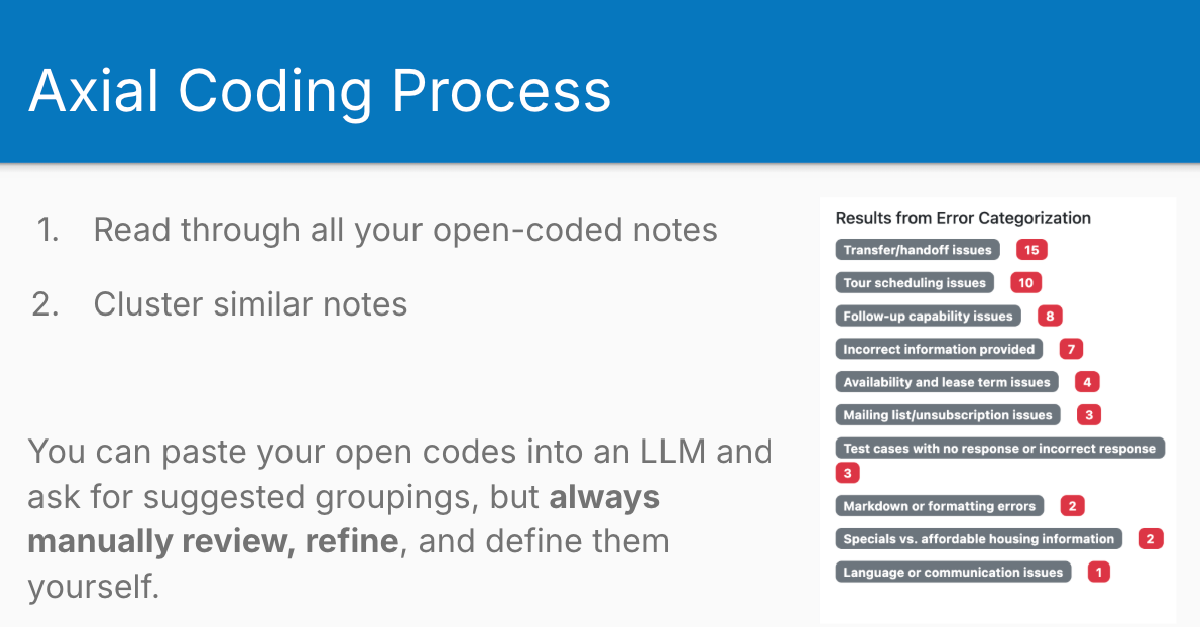 Axial Coding Process
1. Read through all your open-coded notes
2. Cluster similar notes
You can paste your open codes into an LLM and
ask for suggested groupings, but always
manually review, refine, and define them
yourself.
Results from Error Categorization
Transfer/handoff issues 15
Tour scheduling issues 10
Follow-up capability issues 8
Incorrect information provided 7
Availability and lease term issues 4
Mailing list/unsubscription issues 3
Test cases with no response or incorrect response
3
Markdown or formatting errors 2
Specials vs. affordable housing information 2
Language or communication issues 1